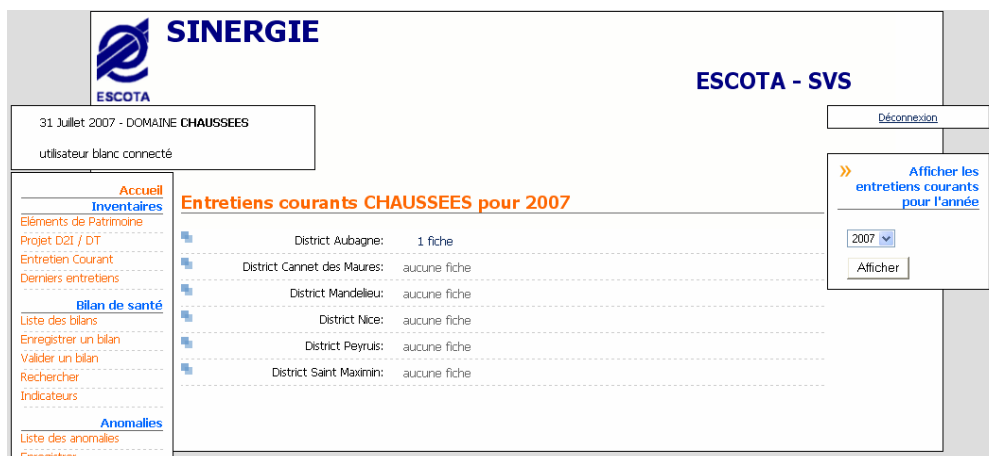 SINERGIE
ESCOTA - SVS
ESCOTA
31 Juillet 2007 - DOMAINE CHAUSSEES
utilisateur blanc connecté
Déconnexion
Accueil
Inventaires
Eléments de Patrimoine
Projet D2I / DT
Entretien Courant
Derniers entretiens
Bilan de santé
Liste des bilans
Enregistrer un bilan
Valider un bilan
Rechercher
Indicateurs
Anomalies
Liste des anomalies
Enregistrer
Entretiens courants CHAUSSEES pour 2007
District Aubagne: 1 fiche
District Cannet des Maures: aucune fiche
District Mandelieu: aucune fiche
District Nice: aucune fiche
District Peyruis: aucune fiche
District Saint Maximin: aucune fiche
» Afficher les
entretiens courants
pour l'année
2007
Afficher